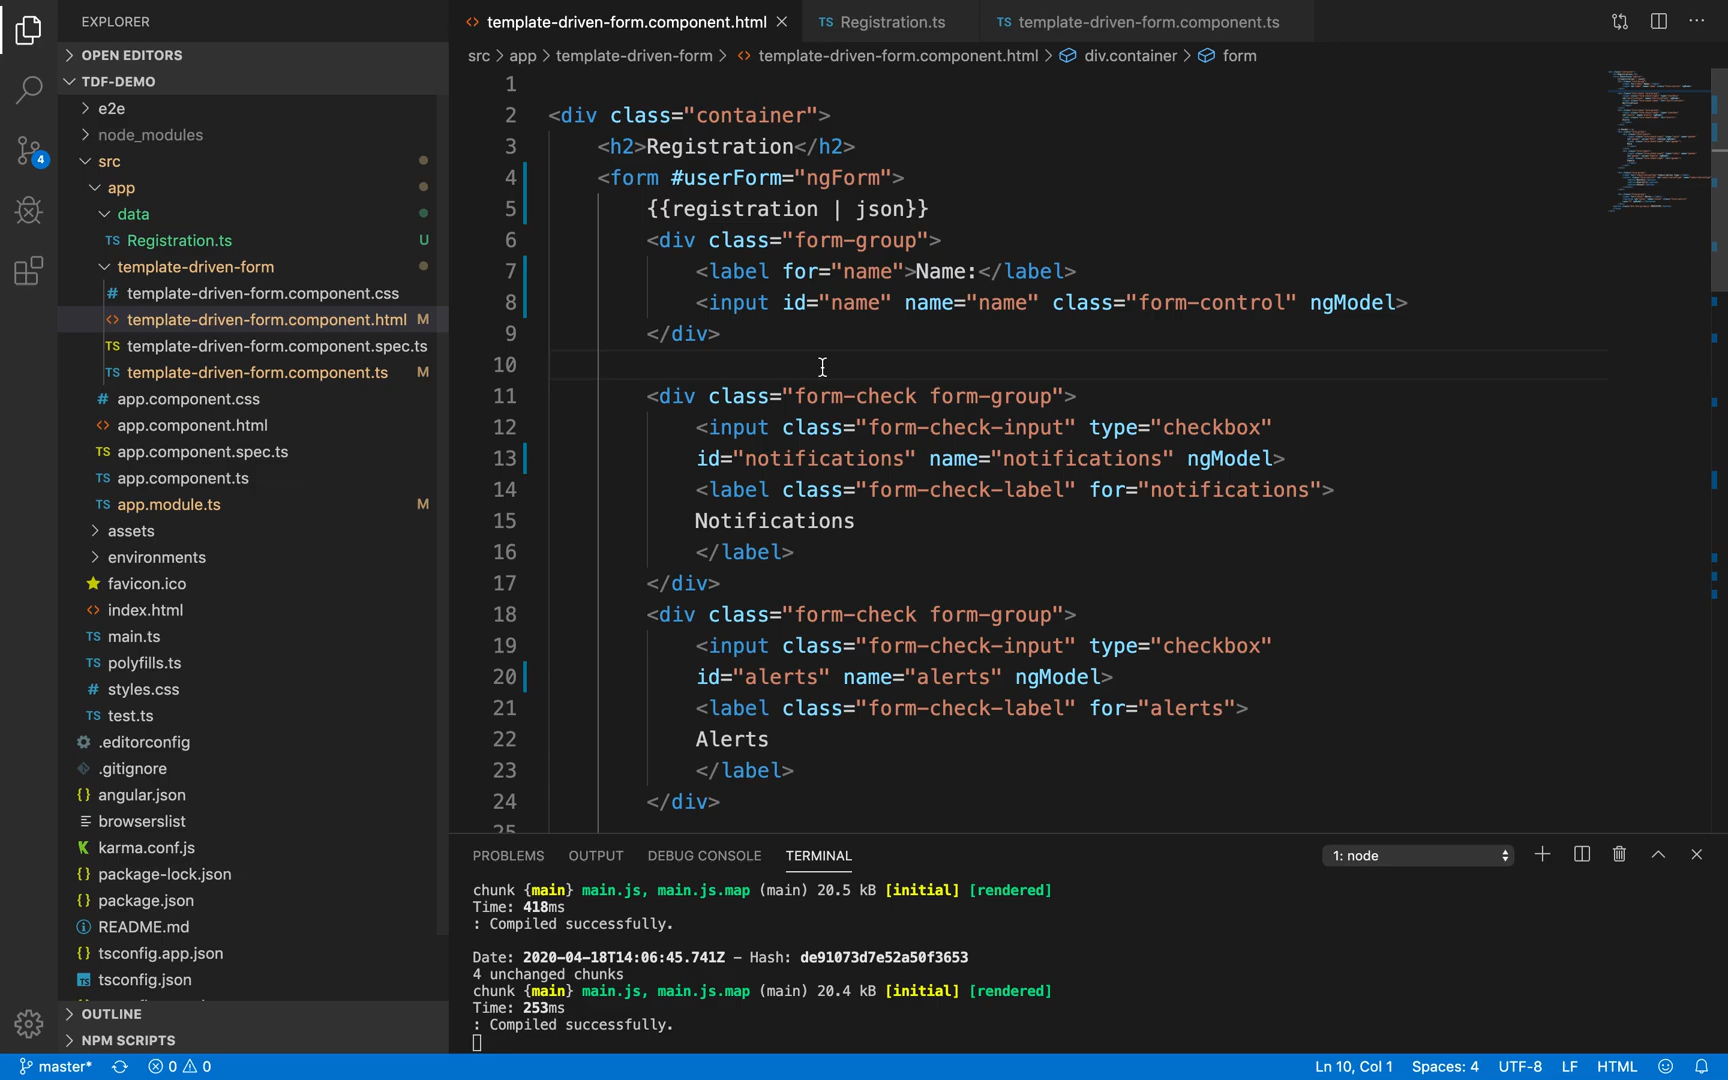 EXPLORER
OPEN EDITORS
TDF-DEMO
e2e
node_modules
src
app
data
TS Registration.ts U
template-driven-form
# template-driven-form.component.css
<> template-driven-form.component.html M
TS template-driven-form.component.spec.ts
TS template-driven-form.component.ts M
# app.component.css
<> app.component.html
TS app.component.spec.ts
TS app.component.ts
TS app.module.ts M
assets
environments
favicon.ico
<> index.html
TS main.ts
TS polyfills.ts
# styles.css
TS test.ts
.editorconfig
.gitignore
{} angular.json
browserslist
K karma.conf.js
{} package-lock.json
{} package.json
README.md
{} tsconfig.app.json
TS tsconfig.json
OUTLINE
NPM SCRIPTS
4
<> template-driven-form.component.html × TS Registration.ts TS template-driven-form.component.ts
src > app > template-driven-form > <> template-driven-form.component.html > div.container > form
1
2 <div class="container">
3 <h2>Registration</h2>
4 <form #userForm="ngForm">
5 {{registration | json}}
6 <div class="form-group">
7 <label for="name">Name:</label>
8 <input id="name" name="name" class="form-control" ngModel>
9 </div>
10
11 <div class="form-check form-group">
12 <input class="form-check-input" type="checkbox"
13 id="notifications" name="notifications" ngModel>
14 <label class="form-check-label" for="notifications">
15 Notifications
16 </label>
17 </div>
18 <div class="form-check form-group">
19 <input class="form-check-input" type="checkbox"
20 id="alerts" name="alerts" ngModel>
21 <label class="form-check-label" for="alerts">
22 Alerts
23 </label>
24 </div>
25
PROBLEMS OUTPUT DEBUG CONSOLE TERMINAL 1: node
chunk {main} main.js, main.js.map (main) 20.5 kB [initial] [rendered]
Time: 418ms
: Compiled successfully.
Date: 2020-04-18T14:06:45.741Z - Hash: de91073d7e52a50f3653
4 unchanged chunks
chunk {main} main.js, main.js.map (main) 20.4 kB [initial] [rendered]
Time: 253ms
: Compiled successfully.
master* 0 0 Ln 10, Col 1 Spaces: 4 UTF-8 LF HTML